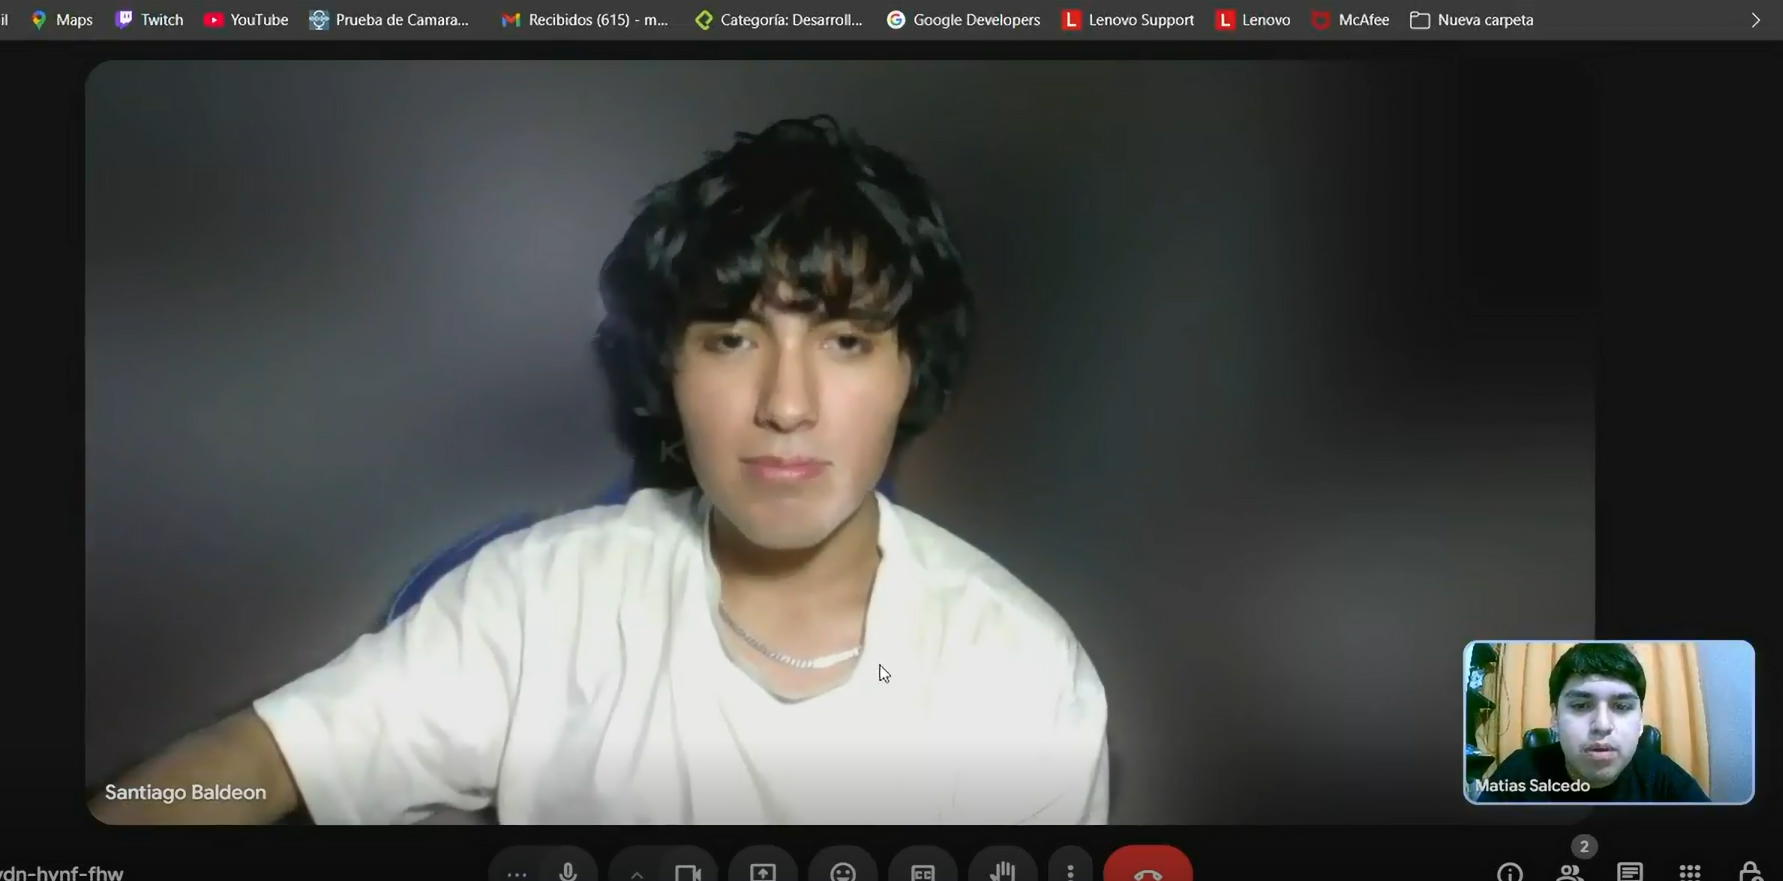 il Maps Twitch YouTube Prueba de Camara... Recibidos (615) - m... Categoría: Desarroll... Google Developers Lenovo Support Lenovo McAfee Nueva carpeta
K
Santiago Baldeon
Matias Salcedo
2
ydn-hynf-fhw